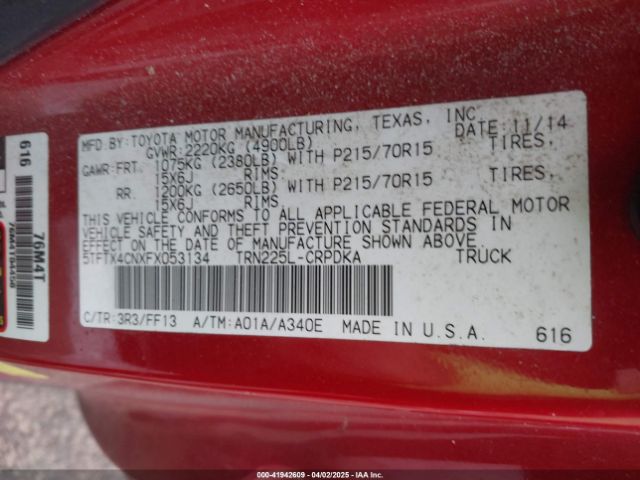 MFD.BY:TOYOTA MOTOR MANUFACTURING, TEXAS, INC
GVWR:2220KG (4900LB) DATE:11/14
GAWR:FRT. 1075KG (2380LB) WITH P215/70R15 TIRES,
15X6J RIMS.
RR. 1200KG (2650LB) WITH P215/70R15 TIRES,
15X6J RIMS.
THIS VEHICLE CONFORMS TO ALL APPLICABLE FEDERAL MOTOR
VEHICLE SAFETY AND THEFT PREVENTION STANDARDS IN
EFFECT ON THE DATE OF MANUFACTURE SHOWN ABOVE.
5TFTX4CNXFX053134 TRN225L-CRPDKA TRUCK
C/TR:3R3/FF13 A/TM:A01A/A340E MADE IN U.S.A.
616
616
76M4T
000-41942609 - 04/02/2025 - IAAI.COM